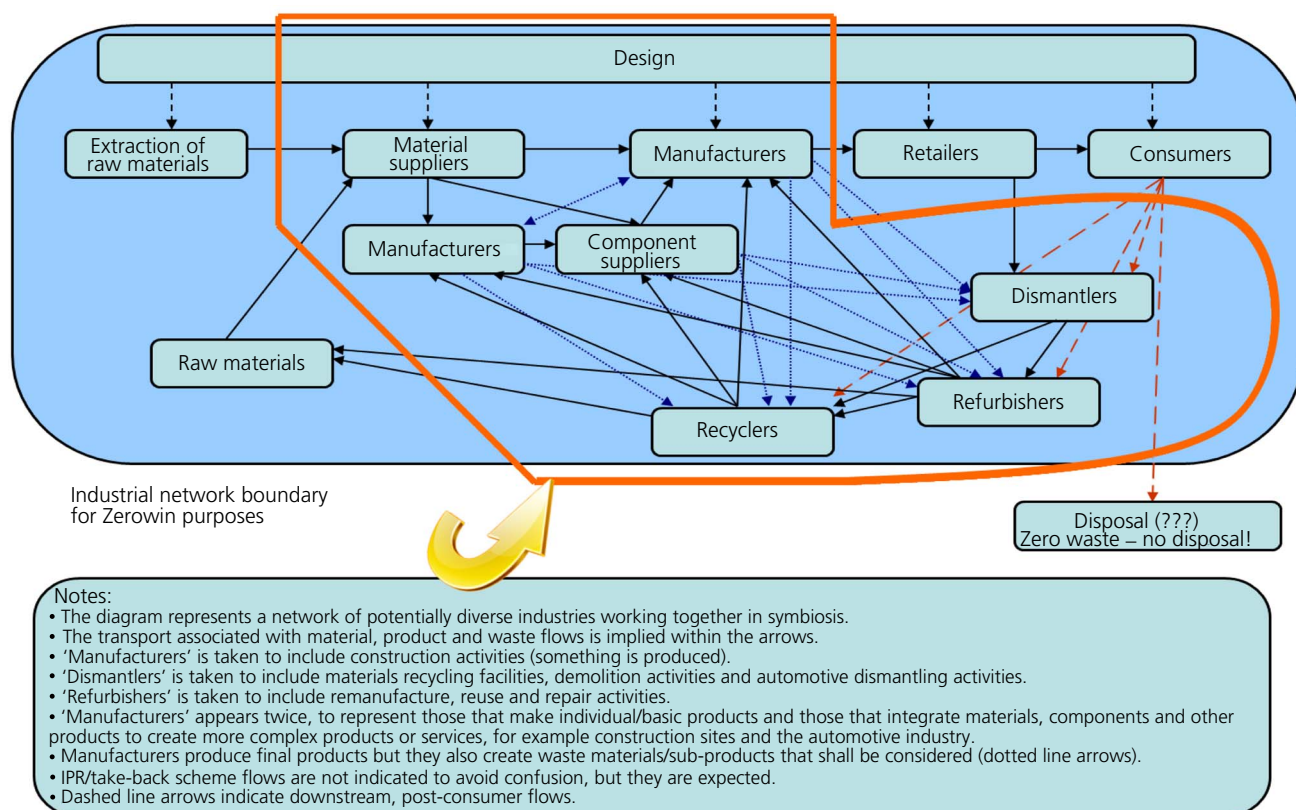 Design
Extraction of
raw materials
Material
suppliers
Manufacturers
Retailers
Consumers
Manufacturers
Component
suppliers
Dismantlers
Raw materials
Refurbishers
Recyclers
Industrial network boundary
for Zerowin purposes
Disposal (???)
Zero waste – no disposal!
Notes:
• The diagram represents a network of potentially diverse industries working together in symbiosis.
• The transport associated with material, product and waste flows is implied within the arrows.
• ‘Manufacturers’ is taken to include construction activities (something is produced).
• ‘Dismantlers’ is taken to include materials recycling facilities, demolition activities and automotive dismantling activities.
• ‘Refurbishers’ is taken to include remanufacture, reuse and repair activities.
• ‘Manufacturers’ appears twice, to represent those that make individual/basic products and those that integrate materials, components and other
products to create more complex products or services, for example construction sites and the automotive industry.
• Manufacturers produce final products but they also create waste materials/sub-products that shall be considered (dotted line arrows).
• IPR/take-back scheme flows are not indicated to avoid confusion, but they are expected.
• Dashed line arrows indicate downstream, post-consumer flows.